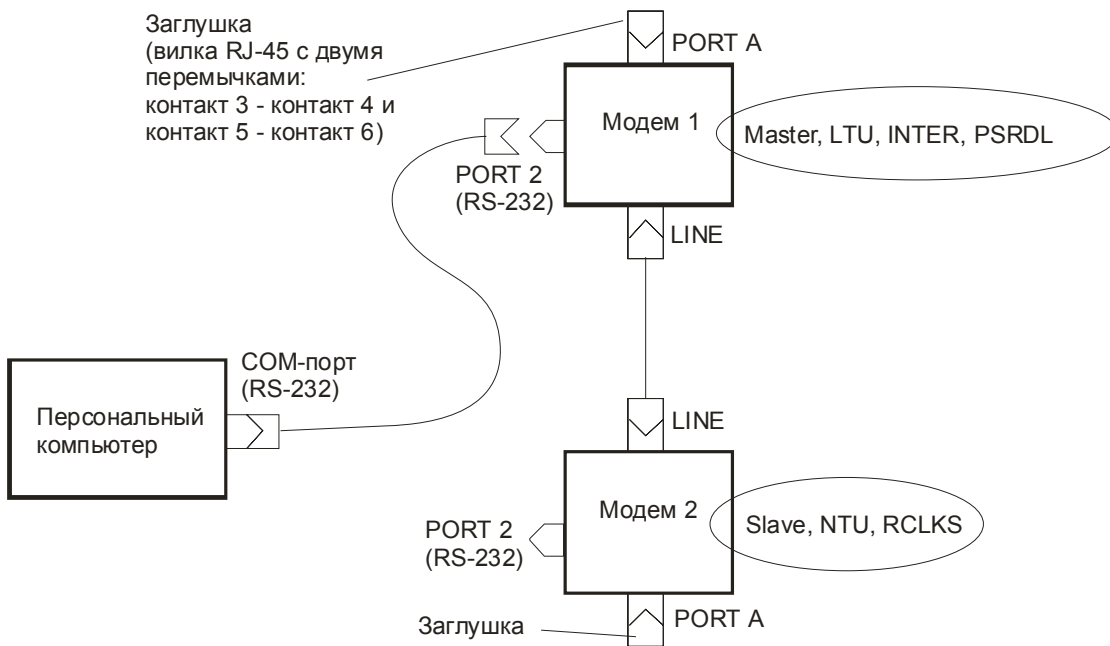 Заглушка
(вилка RJ-45 с двумя
перемычками:
контакт 3 - контакт 4 и
контакт 5 - контакт 6)
PORT A
Модем 1
Master, LTU, INTER, PSRDL
PORT 2
(RS-232)
LINE
COM-порт
(RS-232)
Персональный
компьютер
LINE
Модем 2
Slave, NTU, RCLKS
PORT 2
(RS-232)
Заглушка
PORT A